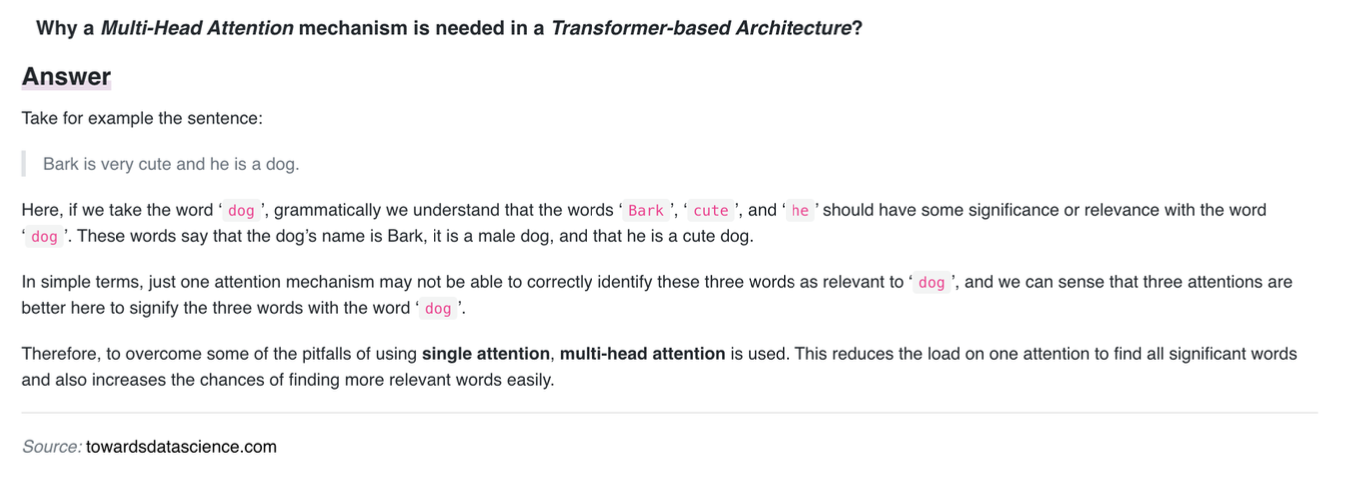 Why a Multi-Head Attention mechanism is needed in a Transformer-based Architecture?
Answer
Take for example the sentence:
Bark is very cute and he is a dog.
Here, if we take the word ‘ dog ’, grammatically we understand that the words ‘ Bark ’, ‘ cute ’, and ‘ he ’ should have some significance or relevance with the word
‘ dog ’. These words say that the dog’s name is Bark, it is a male dog, and that he is a cute dog.
In simple terms, just one attention mechanism may not be able to correctly identify these three words as relevant to ‘ dog ’, and we can sense that three attentions are
better here to signify the three words with the word ‘ dog ’.
Therefore, to overcome some of the pitfalls of using single attention, multi-head attention is used. This reduces the load on one attention to find all significant words
and also increases the chances of finding more relevant words easily.
Source: towardsdatascience.com